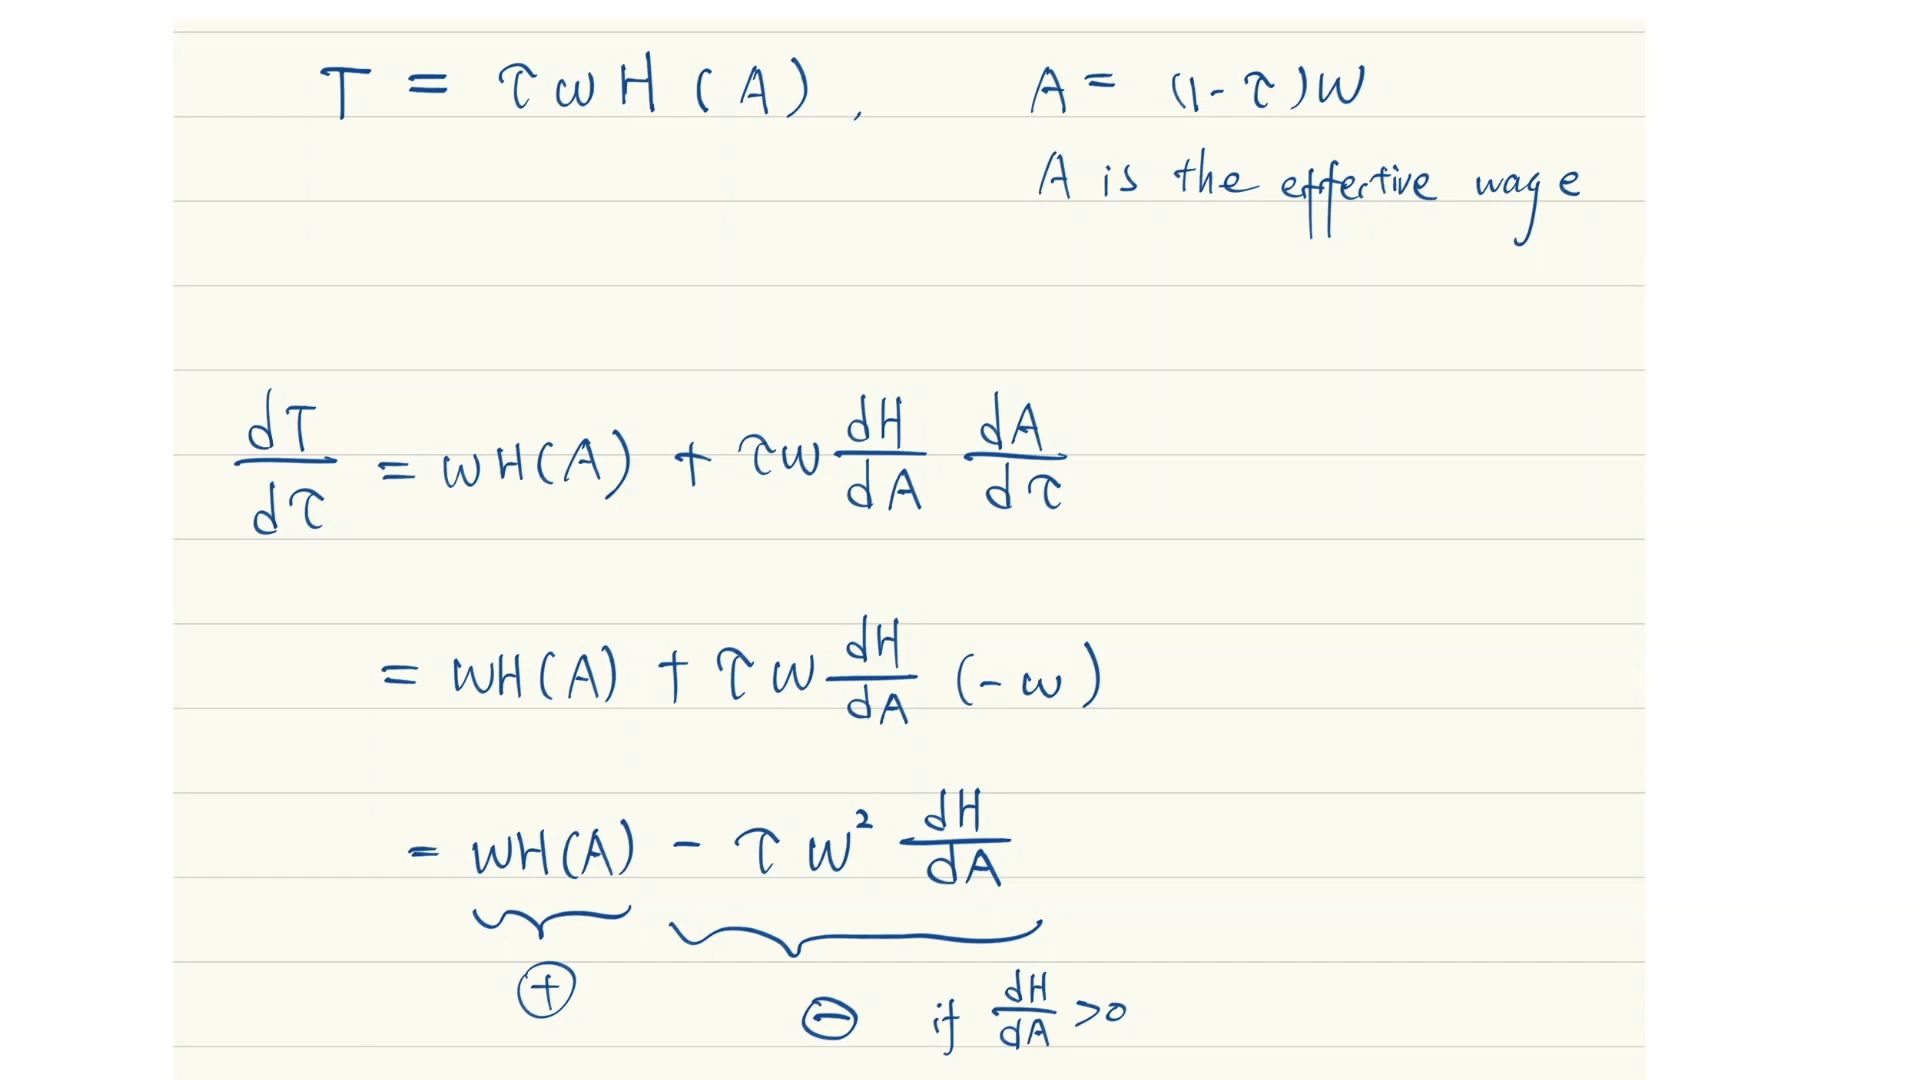 T = τwH(A), A = (1-τ)w
A is the effective wage
dT/dτ = wH(A) + τw dH/dA dA/dτ
= wH(A) + τw dH/dA (-w)
= wH(A) - τw² dH/dA
⊕
⊖ if dH/dA >0